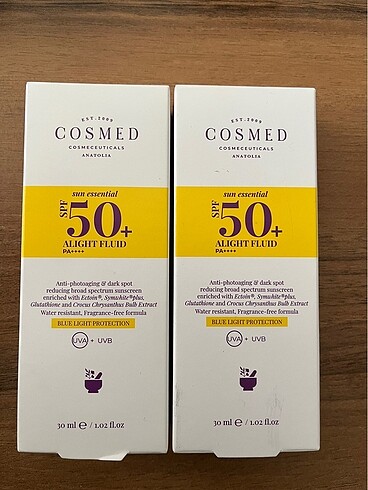 EST. 2009
COSMED
COSMECEUTICALS
ANATOLIA
sun essential
SPF
50+
ALIGHT FLUID
PA++++
Anti-photoaging & dark spot
reducing broad spectrum sunscreen
enriched with Ectoin®, Symwhite®plus,
Glutathione and Crocus Chrysanthus Bulb Extract
Water resistant, Fragrance-free formula
BLUE LIGHT PROTECTION
UVA + UVB
30 ml e / 1.02 fl.oz
EST. 2009
COSMED
COSMECEUTICALS
ANATOLIA
sun essential
SPF
50+
ALIGHT FLUID
PA++++
Anti-photoaging & dark spot
reducing broad spectrum sunscreen
enriched with Ectoin®, Symwhite®plus,
Glutathione and Crocus Chrysanthus Bulb Extract
Water resistant, Fragrance-free formula
BLUE LIGHT PROTECTION
UVA + UVB
30 ml e / 1.02 fl.oz